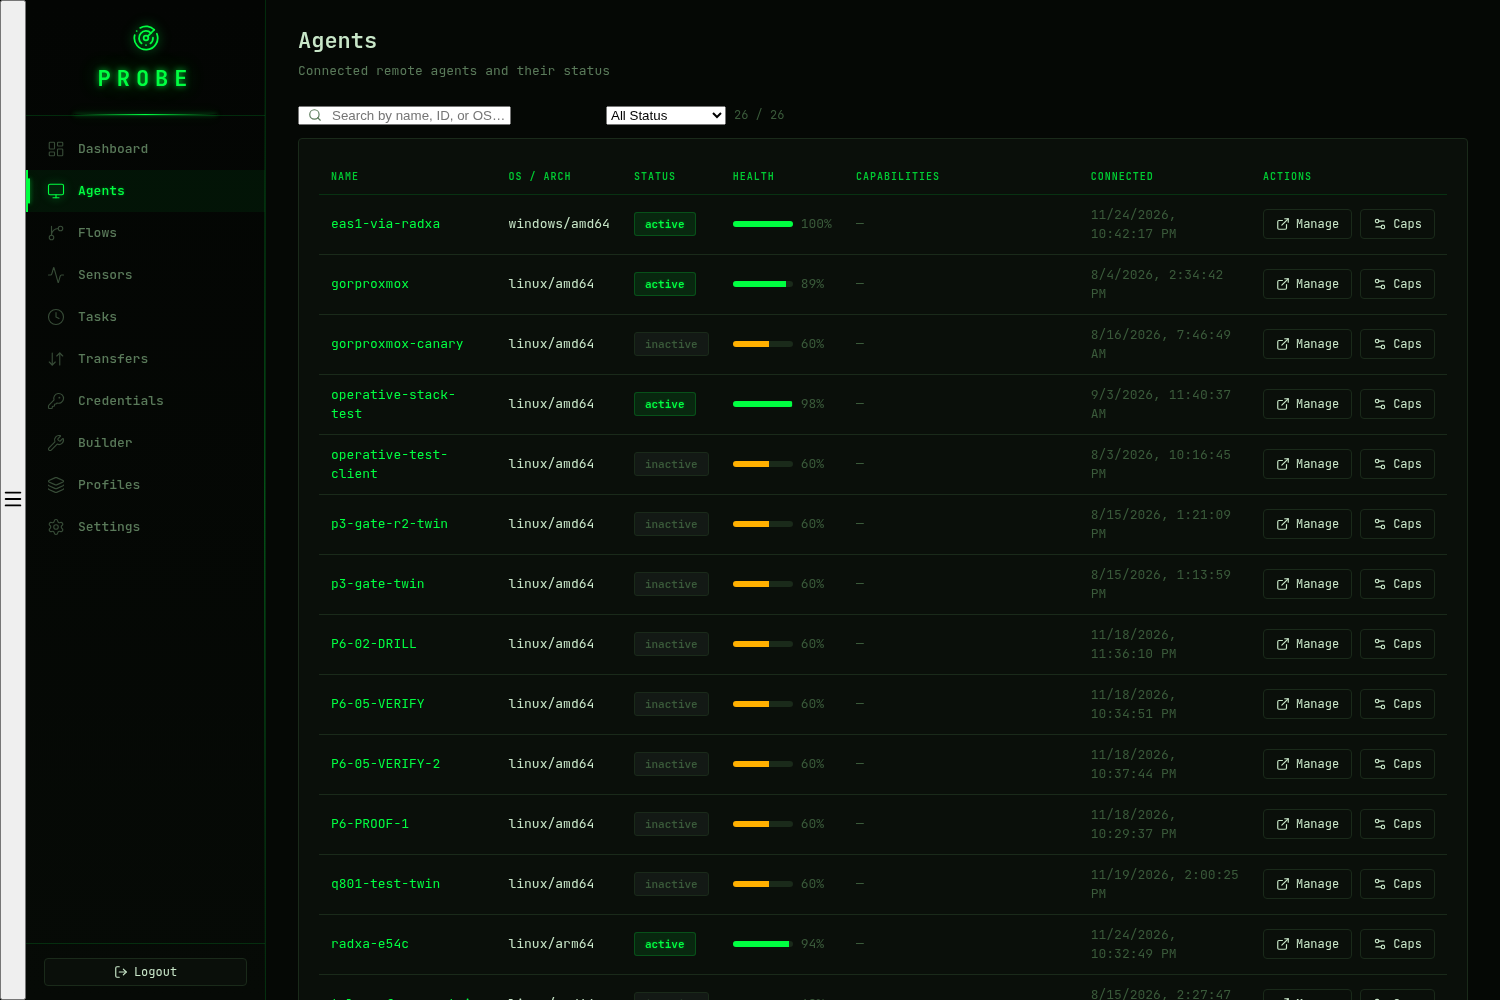 PROBE
Dashboard
Agents
Flows
Sensors
Tasks
Transfers
Credentials
Builder
Profiles
Settings
Logout
Agents
Connected remote agents and their status
Search by name, ID, or OS…
All Status
26 / 26
NAME OS / ARCH STATUS HEALTH CAPABILITIES CONNECTED ACTIONS
eas1-via-radxa windows/amd64 active 100% — 11/24/2026, 10:42:17 PM Manage Caps
gorproxmox linux/amd64 active 89% — 8/4/2026, 2:34:42 PM Manage Caps
gorproxmox-canary linux/amd64 inactive 60% — 8/16/2026, 7:46:49 AM Manage Caps
operative-stack-test linux/amd64 active 98% — 9/3/2026, 11:40:37 AM Manage Caps
operative-test-client linux/amd64 inactive 60% — 8/3/2026, 10:16:45 PM Manage Caps
p3-gate-r2-twin linux/amd64 inactive 60% — 8/15/2026, 1:21:09 PM Manage Caps
p3-gate-twin linux/amd64 inactive 60% — 8/15/2026, 1:13:59 PM Manage Caps
P6-02-DRILL linux/amd64 inactive 60% — 11/18/2026, 11:36:10 PM Manage Caps
P6-05-VERIFY linux/amd64 inactive 60% — 11/18/2026, 10:34:51 PM Manage Caps
P6-05-VERIFY-2 linux/amd64 inactive 60% — 11/18/2026, 10:37:44 PM Manage Caps
P6-PROOF-1 linux/amd64 inactive 60% — 11/18/2026, 10:29:37 PM Manage Caps
q801-test-twin linux/amd64 inactive 60% — 11/19/2026, 2:00:25 PM Manage Caps
radxa-e54c linux/arm64 active 94% — 11/24/2026, 10:32:49 PM Manage Caps
8/15/2026, 2:27:47